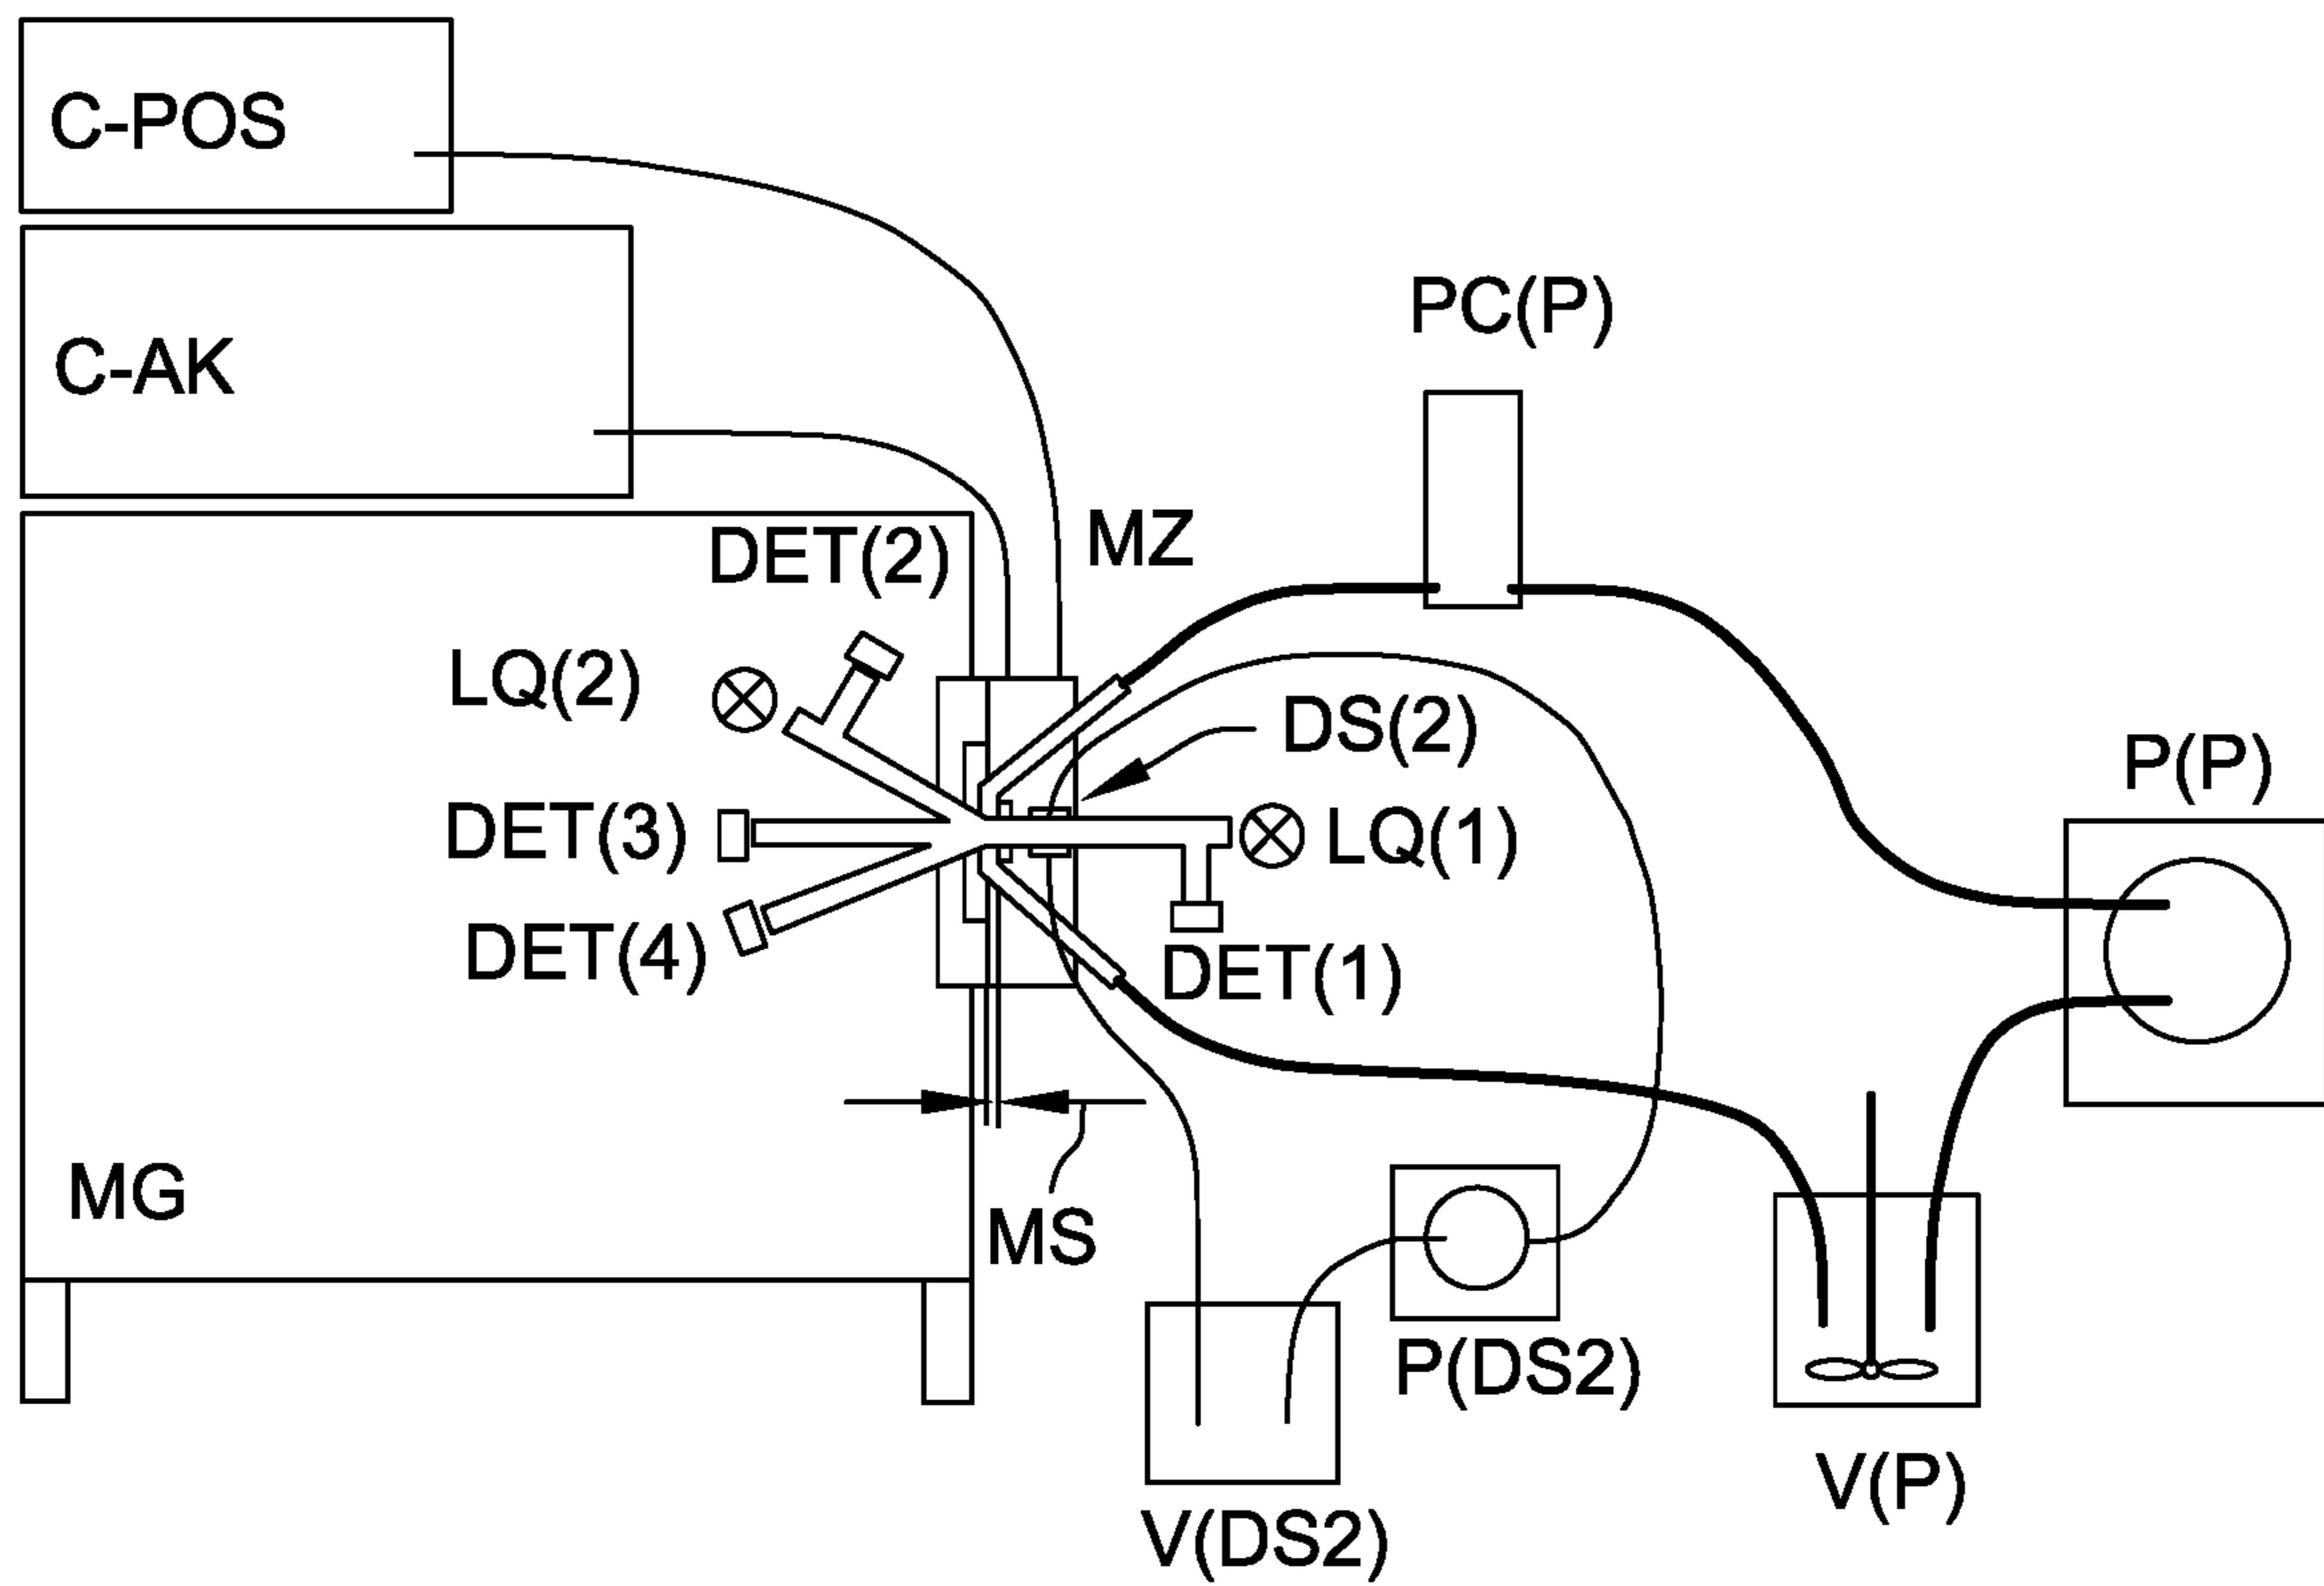 C-POS
C-AK
PC(P)
DET(2)
MZ
LQ(2)
DS(2)
P(P)
DET(3)
LQ(1)
DET(4)
DET(1)
MG
MS
P(DS2)
V(P)
V(DS2)